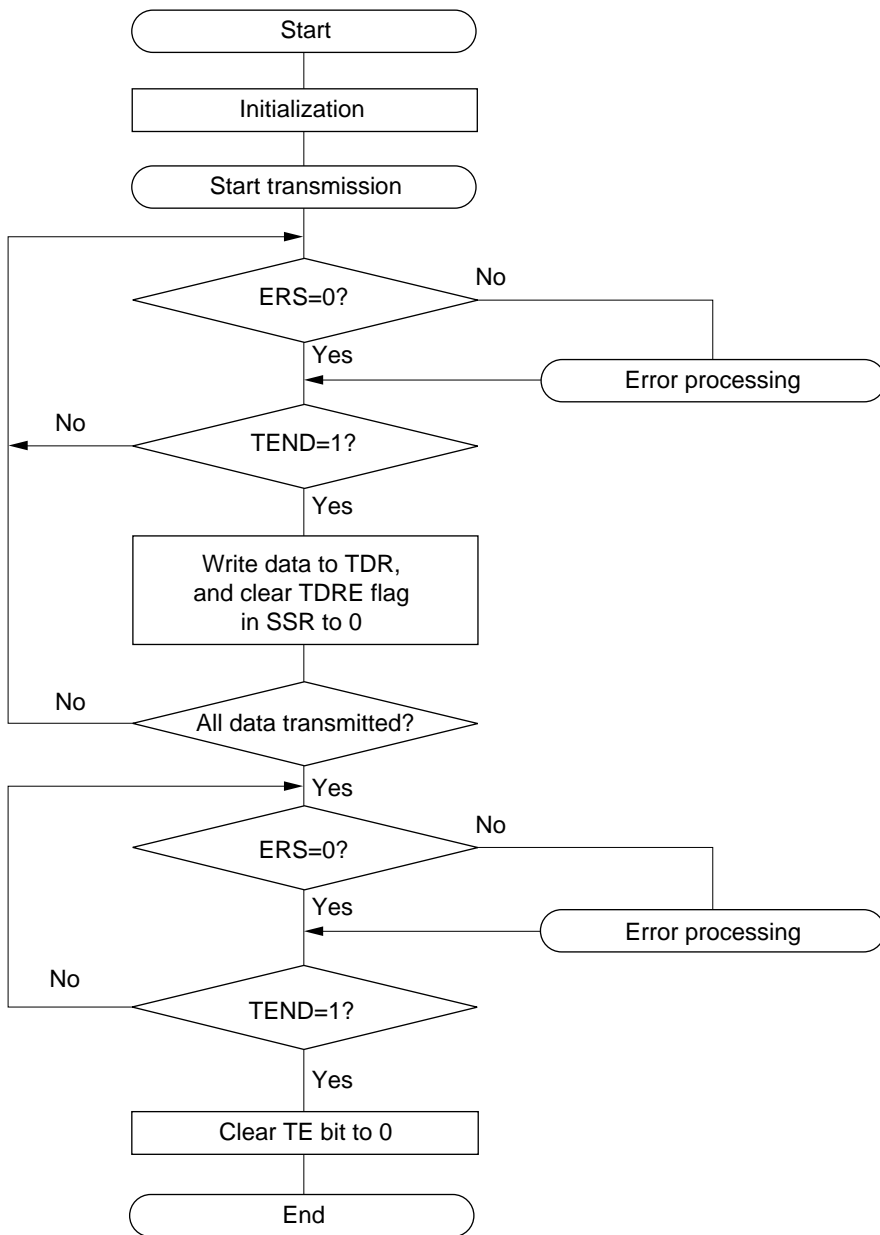 Start
Initialization
Start transmission
No
ERS=0?
Yes
Error processing
No
TEND=1?
Yes
Write data to TDR,
and clear TDRE flag
in SSR to 0
No
All data transmitted?
Yes
No
ERS=0?
Yes
Error processing
No
TEND=1?
Yes
Clear TE bit to 0
End